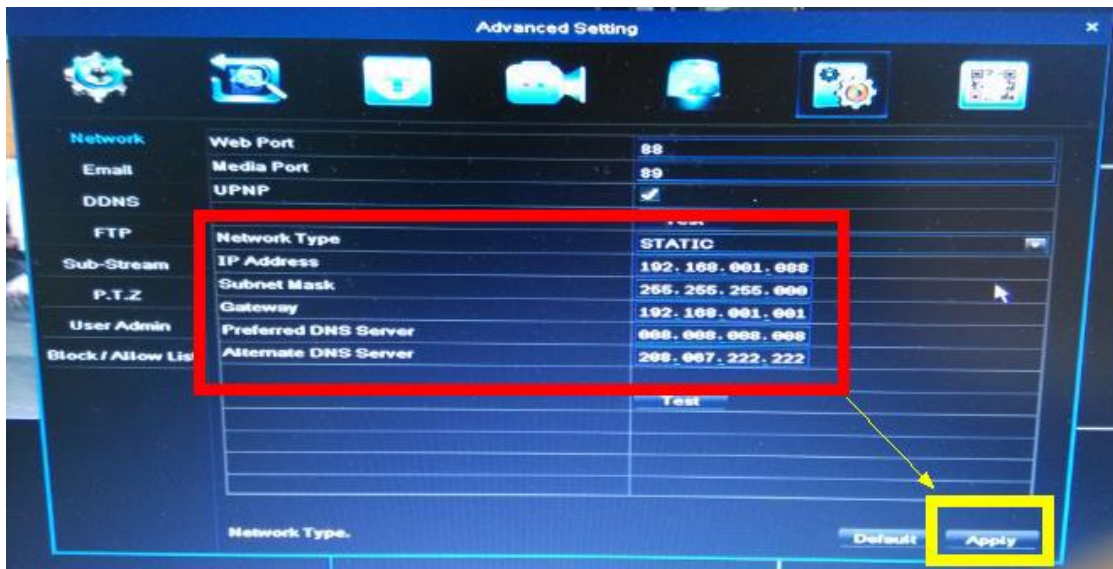 Advanced Setting
×
Network
Email
DDNS
FTP
Sub-Stream
P.T.Z
User Admin
Block / Allow List
Web Port 88
Media Port 89
UPNP
Test
Network Type STATIC
IP Address 192.168.001.088
Subnet Mask 255.255.255.000
Gateway 192.168.001.001
Preferred DNS Server 008.008.008.008
Alternate DNS Server 208.067.222.222
Test
Network Type.
Default
Apply